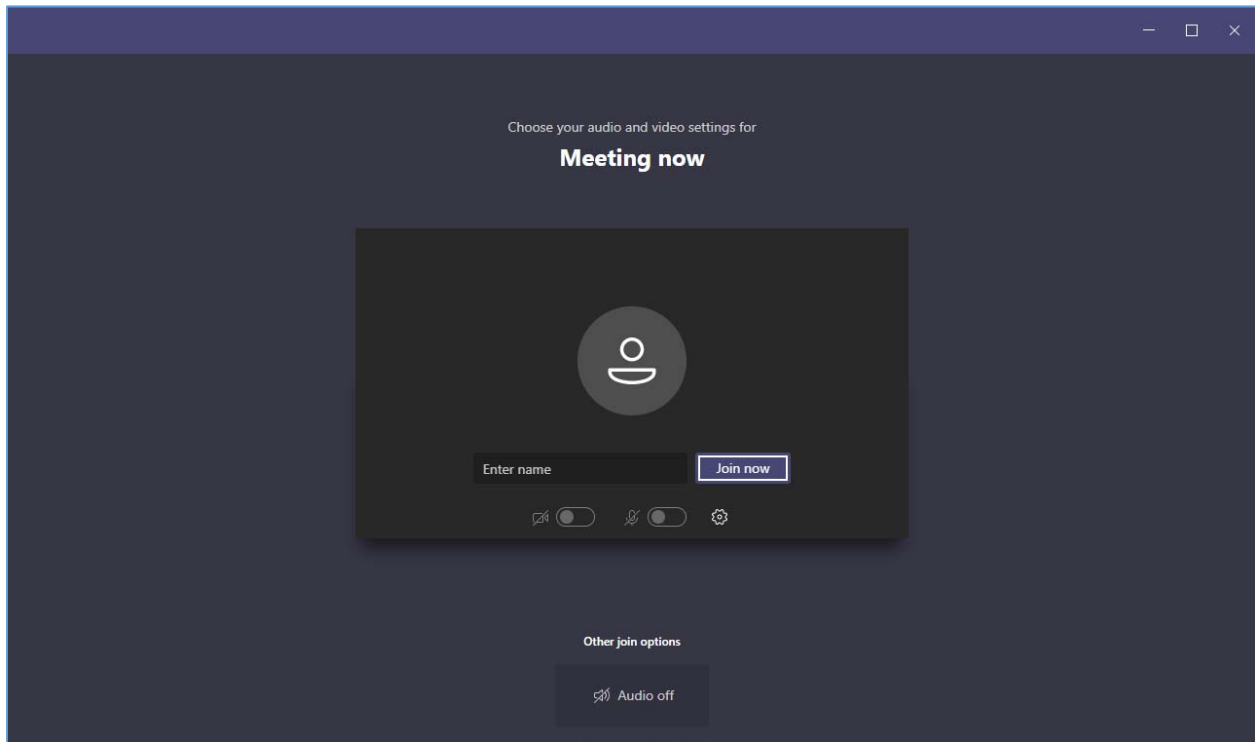 Choose your audio and video settings for
Meeting now
Enter name
Join now
Other join options
Audio off